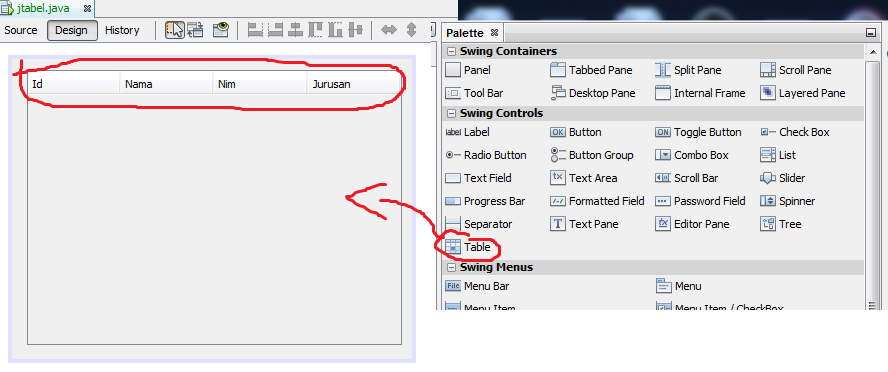 jtabel.java
Source Design History
Id Nama Nim Jurusan
Palette
Swing Containers
Panel Tabbed Pane Split Pane Scroll Pane
Tool Bar Desktop Pane Internal Frame Layered Pane
Swing Controls
label Label OK Button ON Toggle Button Check Box
Radio Button Button Group Combo Box List
Text Field tx Text Area Scroll Bar Slider
Progress Bar Formatted Field Password Field Spinner
Separator T Text Pane tx Editor Pane Tree
Table
Swing Menus
File Menu Bar Menu
Menu Item Menu Item / CheckBox